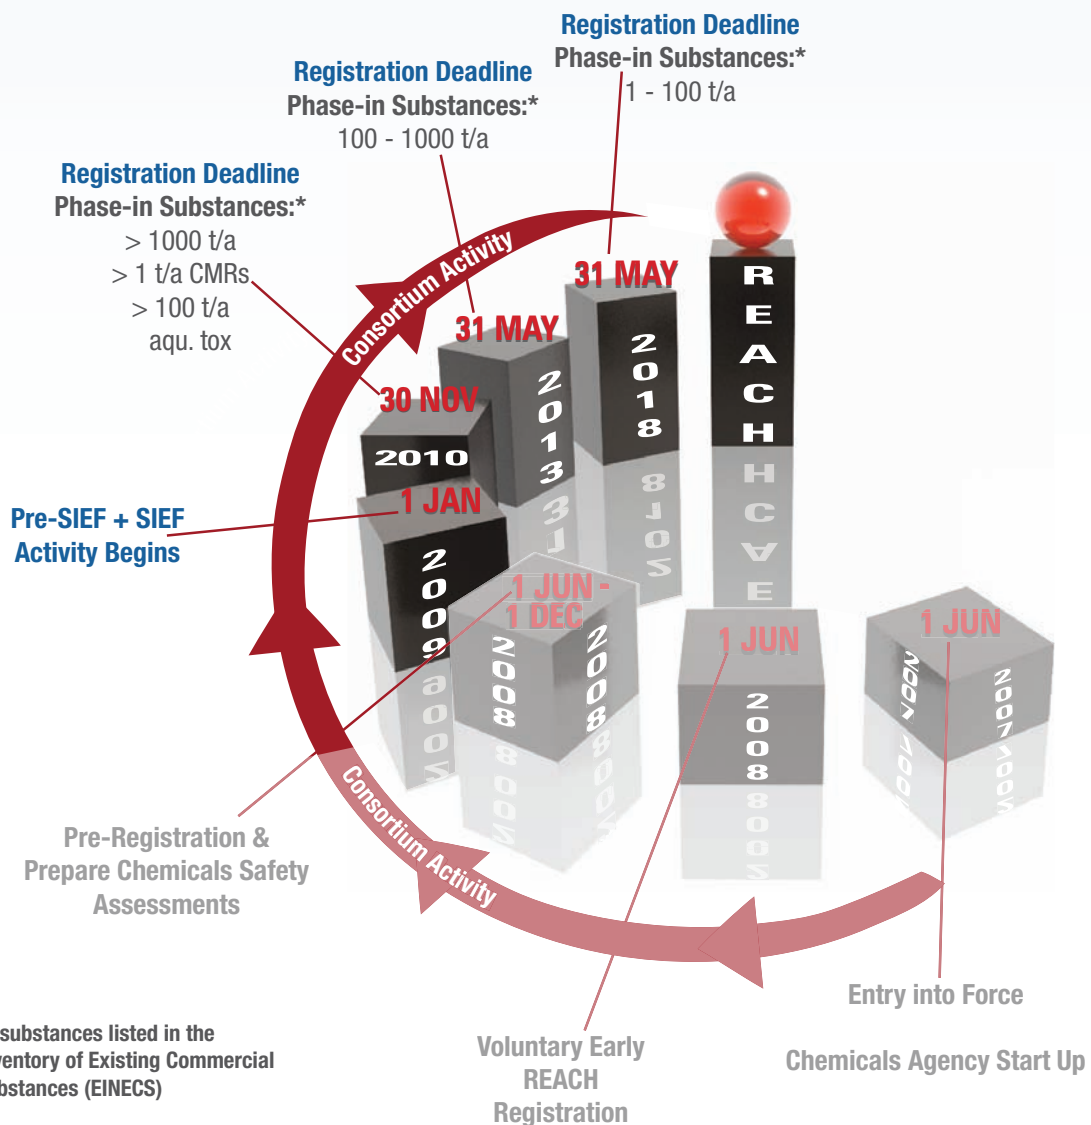 Registration Deadline
Phase-in Substances:*
1 - 100 t/a
Registration Deadline
Phase-in Substances:*
100 - 1000 t/a
Registration Deadline
Phase-in Substances:*
> 1000 t/a
> 1 t/a CMRs
> 100 t/a
aqu. tox
Consortium Activity
31 MAY
2018
REACH
31 MAY
2013
30 NOV
2010
Pre-SIEF + SIEF
Activity Begins
1 JAN
2009
1 JUN -
1 DEC
2008
2008
1 JUN
2008
1 JUN
2007
2007
Consortium Activity
Pre-Registration &
Prepare Chemicals Safety
Assessments
Entry into Force
Chemicals Agency Start Up
Voluntary Early
REACH
Registration
substances listed in the
ventory of Existing Commercial
bstances (EINECS)